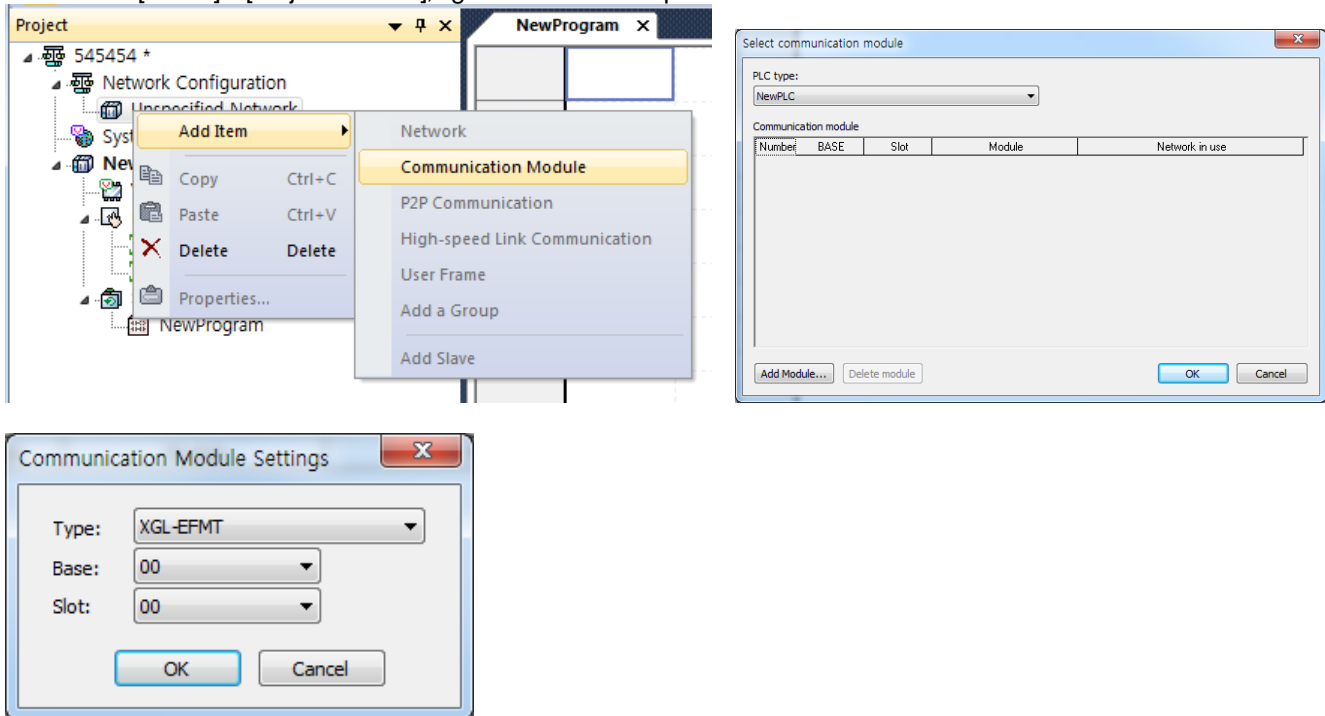 Project
NewProgram X
545454 *
Network Configuration
Unspecified Network
Syst
Add Item
Network
New
Communication Module
Copy Ctrl+C
P2P Communication
Paste Ctrl+V
High-speed Link Communication
Delete Delete
User Frame
Properties...
Add a Group
NewProgram
Add Slave
Select communication module
PLC type:
NewPLC
Communication module
Number BASE Slot Module Network in use
Add Module... Delete module OK Cancel
Communication Module Settings
Type: XGL-EFMT
Base: 00
Slot: 00
OK Cancel